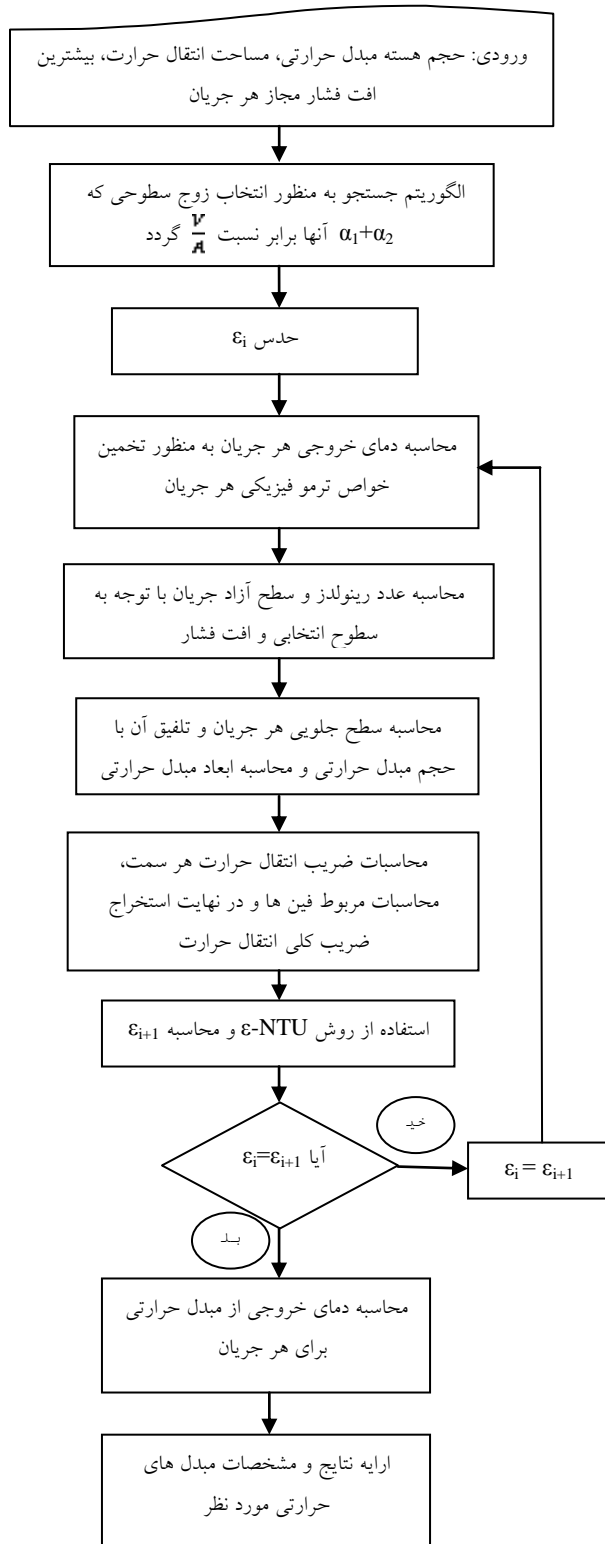 ورودی: حجم هسته مبدل حرارتی، مساحت انتقال حرارت، بیشترین
افت فشار مجاز هر جریان
الگوریتم جستجو به منظور انتخاب زوج سطوحی که
α₁+α₂ آنها برابر نسبت V/A گردد
حدس εᵢ
محاسبه دمای خروجی هر جریان به منظور تخمین
خواص ترمو فیزیکی هر جریان
محاسبه عدد رینولدز و سطح آزاد جریان با توجه به
سطوح انتخابی و افت فشار
محاسبه سطح جلویی هر جریان و تلفیق آن با
حجم مبدل حرارتی و محاسبه ابعاد مبدل حرارتی
محاسبات ضریب انتقال حرارت هر سمت،
محاسبات مربوط فین ها و در نهایت استخراج
ضریب کلی انتقال حرارت
استفاده از روش ε-NTU و محاسبه εᵢ₊₁
خیـ
آیا εᵢ=εᵢ₊₁
εᵢ = εᵢ₊₁
بلـ
محاسبه دمای خروجی از مبدل حرارتی
برای هر جریان
ارایه نتایج و مشخصات مبدل های
حرارتی مورد نظر